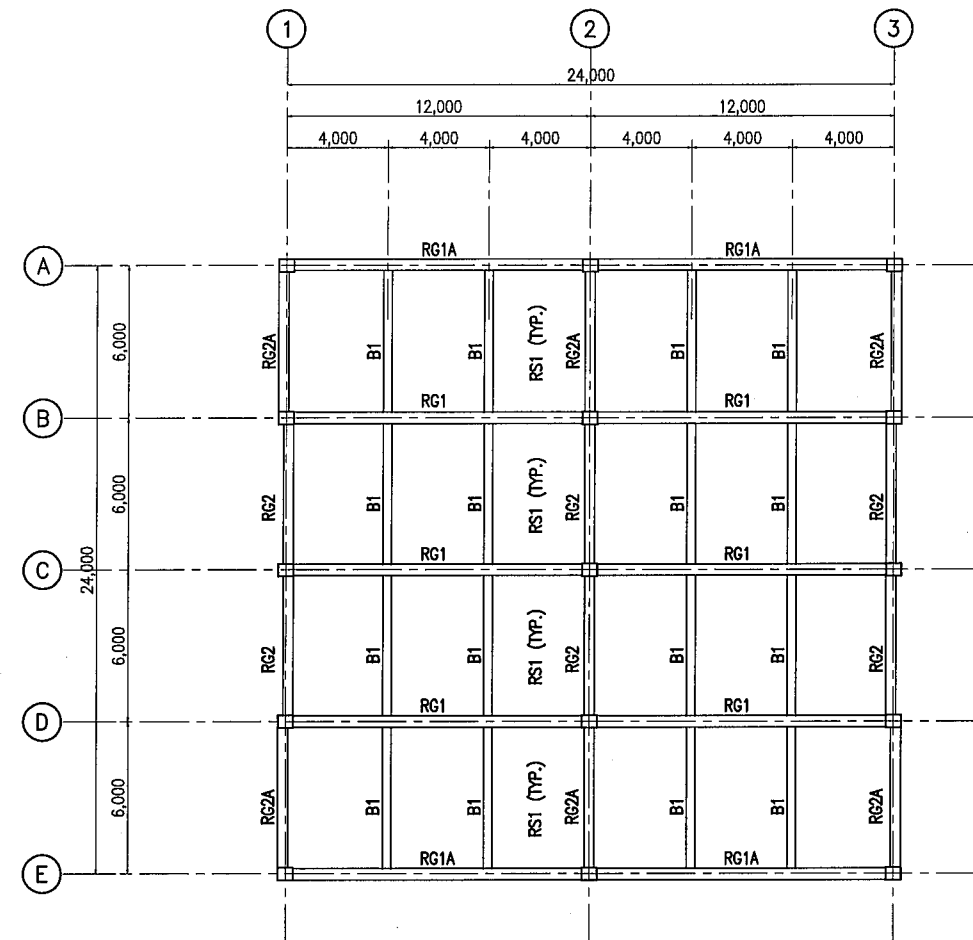 1 2 3
24,000
12,000 12,000
4,000 4,000 4,000 4,000 4,000 4,000
RG1A RG1A
A
6,000
RG2A B1 B1 RS1 (TYP.) RG2A B1 B1 RG2A
RG1 RG1
B
6,000
RG2 B1 B1 RS1 (TYP.) RG2 B1 B1 RG2
RG1 RG1
C
24,000
6,000
RG2 B1 B1 RS1 (TYP.) RG2 B1 B1 RG2
RG1 RG1
D
6,000
RG2A B1 B1 RS1 (TYP.) RG2A B1 B1 RG2A
RG1A RG1A
E